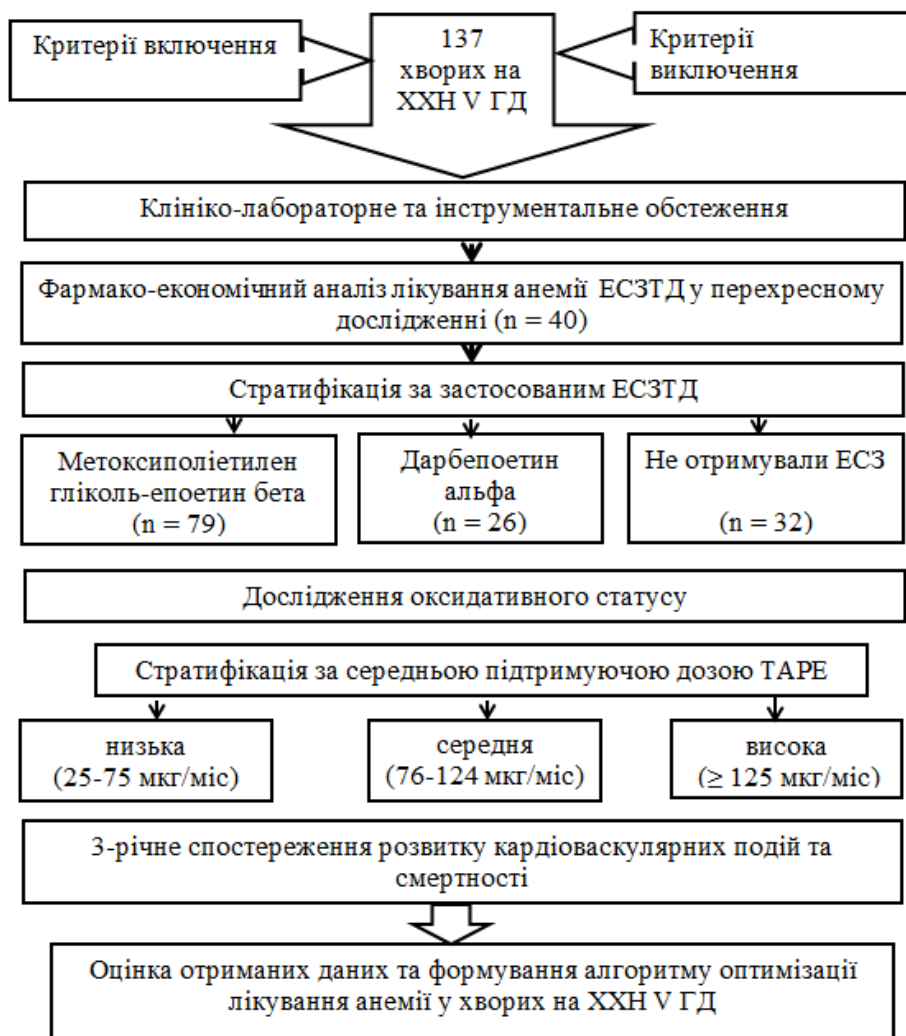 Критерії включення
137
хворих на
ХХН V ГД
Критерії
виключення
Клініко-лабораторне та інструментальне обстеження
Фармако-економічний аналіз лікування анемії ЕСЗТД у перехресному
дослідженні (n = 40)
Стратифікація за застосованим ЕСЗТД
Метоксиполіетилен
гліколь-епоетин бета
(n = 79)
Дарбепоетин
альфа
(n = 26)
Не отримували ЕСЗ
(n = 32)
Дослідження оксидативного статусу
Стратифікація за середньою підтримуючою дозою ТАРЕ
низька
(25-75 мкг/міс)
середня
(76-124 мкг/міс)
висока
(≥ 125 мкг/міс)
3-річне спостереження розвитку кардіоваскулярних подій та
смертності
Оцінка отриманих даних та формування алгоритму оптимізації
лікування анемії у хворих на ХХН V ГД